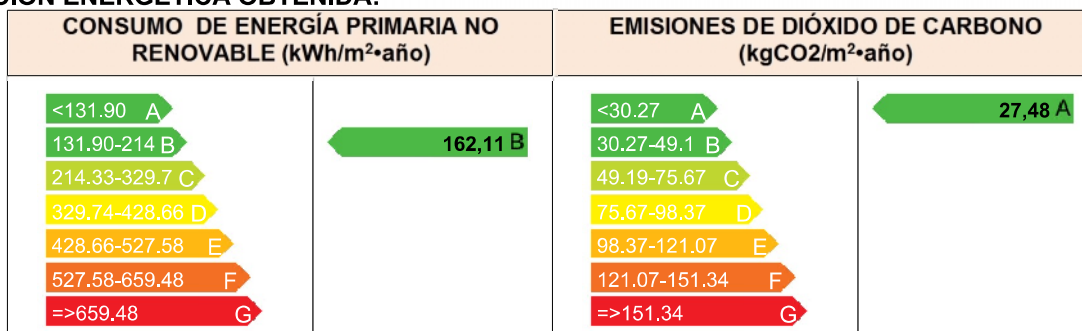 CIÓN ENERGÉTICA OBTENIDA:
CONSUMO DE ENERGÍA PRIMARIA NO
RENOVABLE (kWh/m²•año)
<131.90 A
131.90-214 B
214.33-329.7 C
329.74-428.66 D
428.66-527.58 E
527.58-659.48 F
=>659.48 G
162,11 B
EMISIONES DE DIÓXIDO DE CARBONO
(kgCO2/m²•año)
<30.27 A
30.27-49.1 B
49.19-75.67 C
75.67-98.37 D
98.37-121.07 E
121.07-151.34 F
=>151.34 G
27,48 A